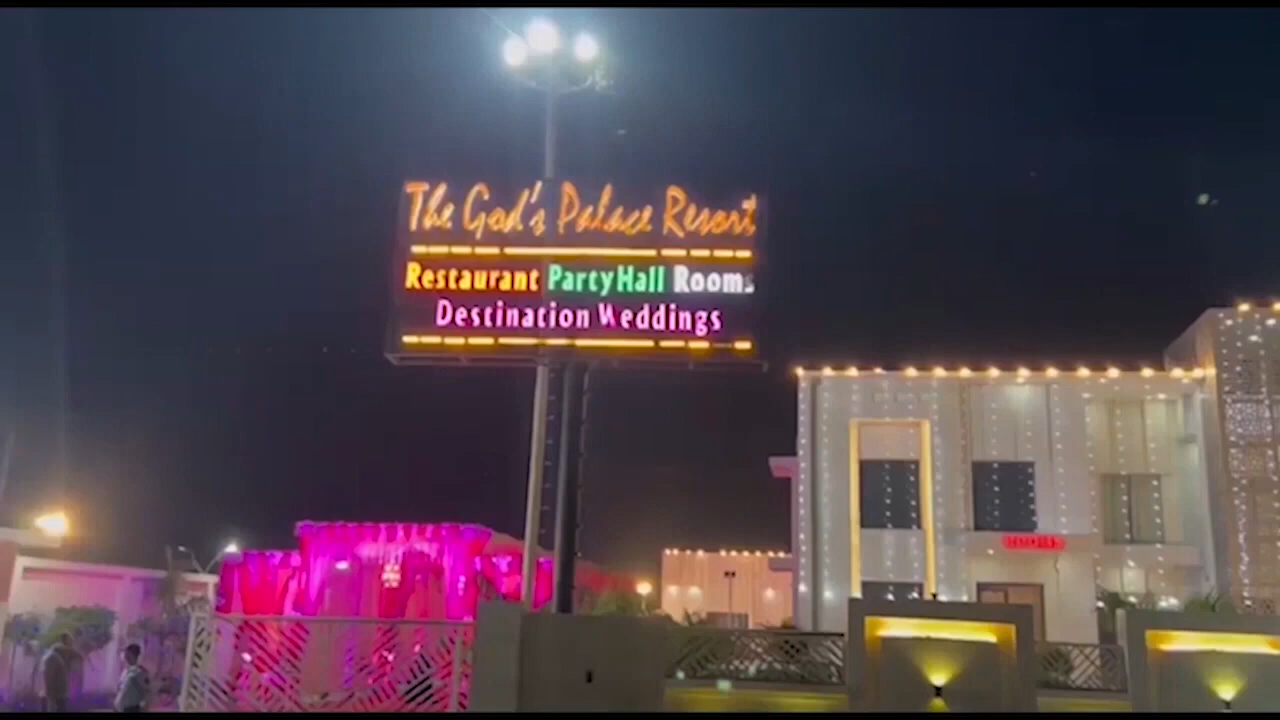 The God's Palace Resort
Restaurant PartyHall Rooms
Destination Weddings